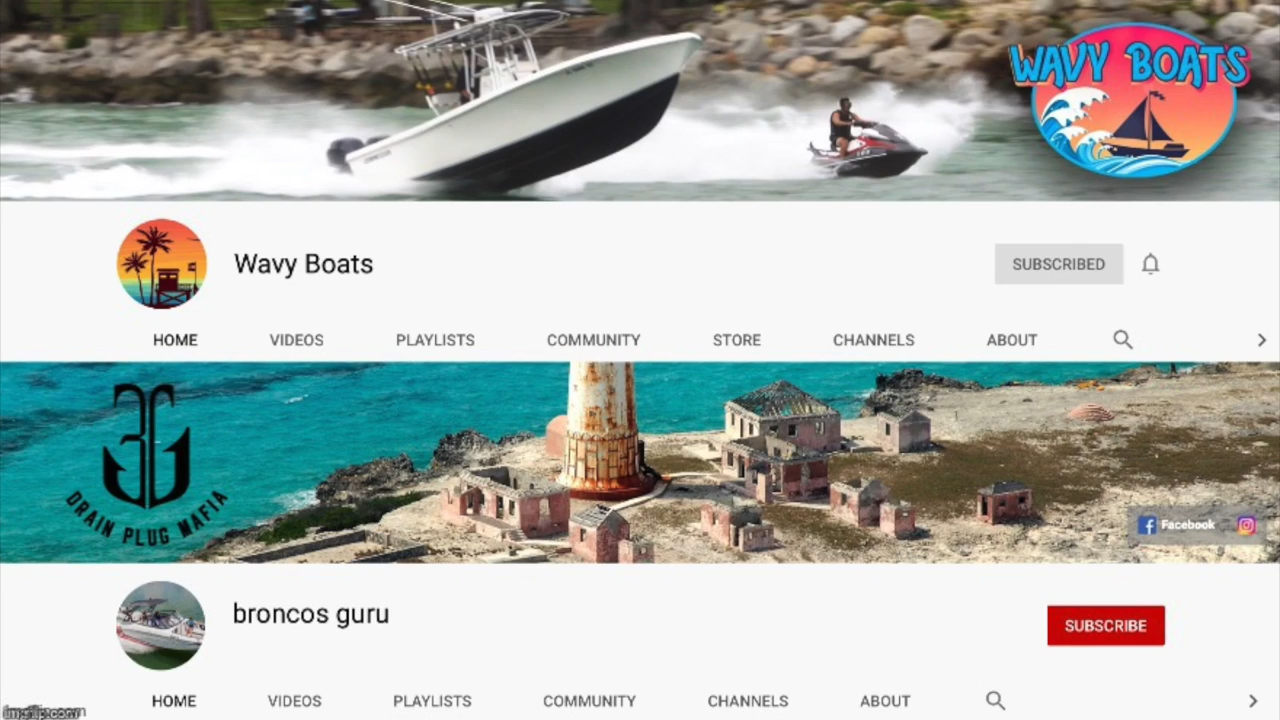 WAVY BOATS
Wavy Boats
SUBSCRIBED
HOME VIDEOS PLAYLISTS COMMUNITY STORE CHANNELS ABOUT
3G
DRAIN PLUG MAFIA
Facebook
broncos guru
SUBSCRIBE
HOME VIDEOS PLAYLISTS COMMUNITY CHANNELS ABOUT
imgflip.com